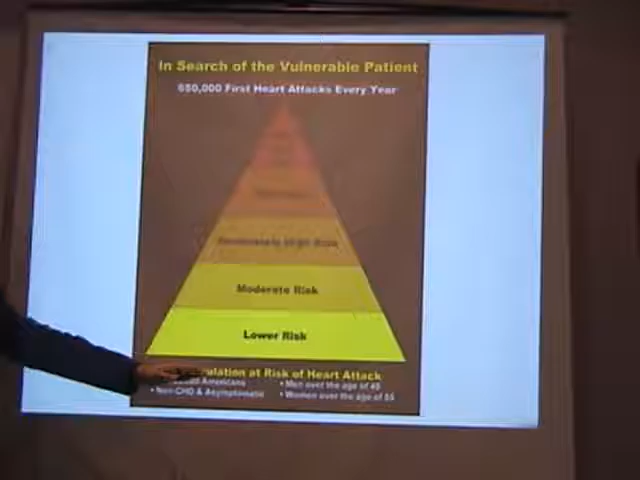 In Search of the Vulnerable Patient
650,000 First Heart Attacks Every Year
Moderately High Risk
Moderate Risk
Lower Risk
at Risk of Heart Attack
Americans • Men over the age of 45
• Non-CHD & Asymptomatic • Women over the age of 55